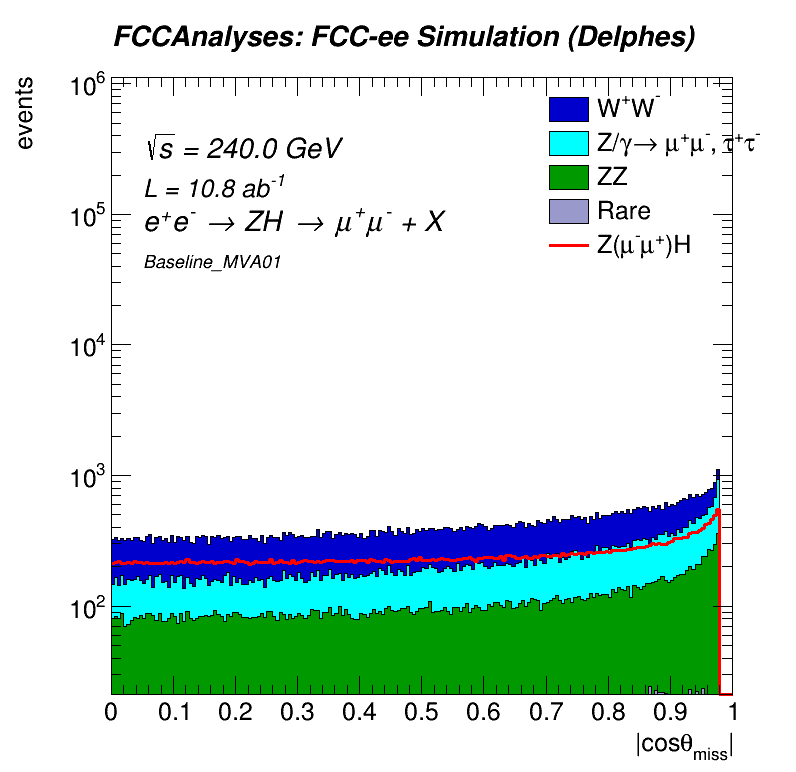 FCCAnalyses: FCC-ee Simulation (Delphes)
events
10⁶
10⁵
10⁴
10³
10²
√s = 240.0 GeV
L = 10.8 ab⁻¹
e⁺e⁻ → ZH → μ⁺μ⁻ + X
Baseline_MVA01
W⁺W⁻
Z/γ→ μ⁺μ⁻, τ⁺τ⁻
ZZ
Rare
Z(μ⁻μ⁺)H
0 0.1 0.2 0.3 0.4 0.5 0.6 0.7 0.8 0.9 1
|cosθ_miss|